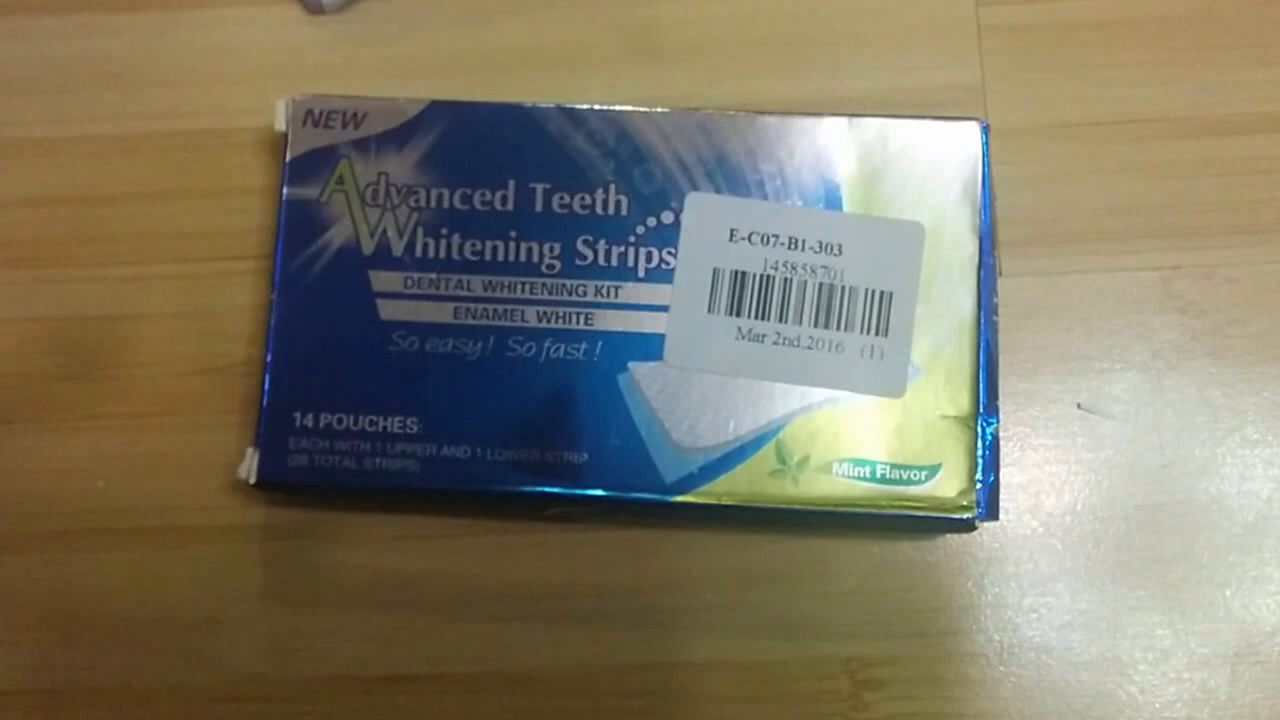 NEW
Advanced Teeth
Whitening Strips
DENTAL WHITENING KIT
ENAMEL WHITE
So easy! So fast!
14 POUCHES:
EACH WITH 1 UPPER AND 1 LOWER STRIP
(28 TOTAL STRIPS)
E-C07-B1-303
145858701
Mar 2nd,2016 (1)
Mint Flavor